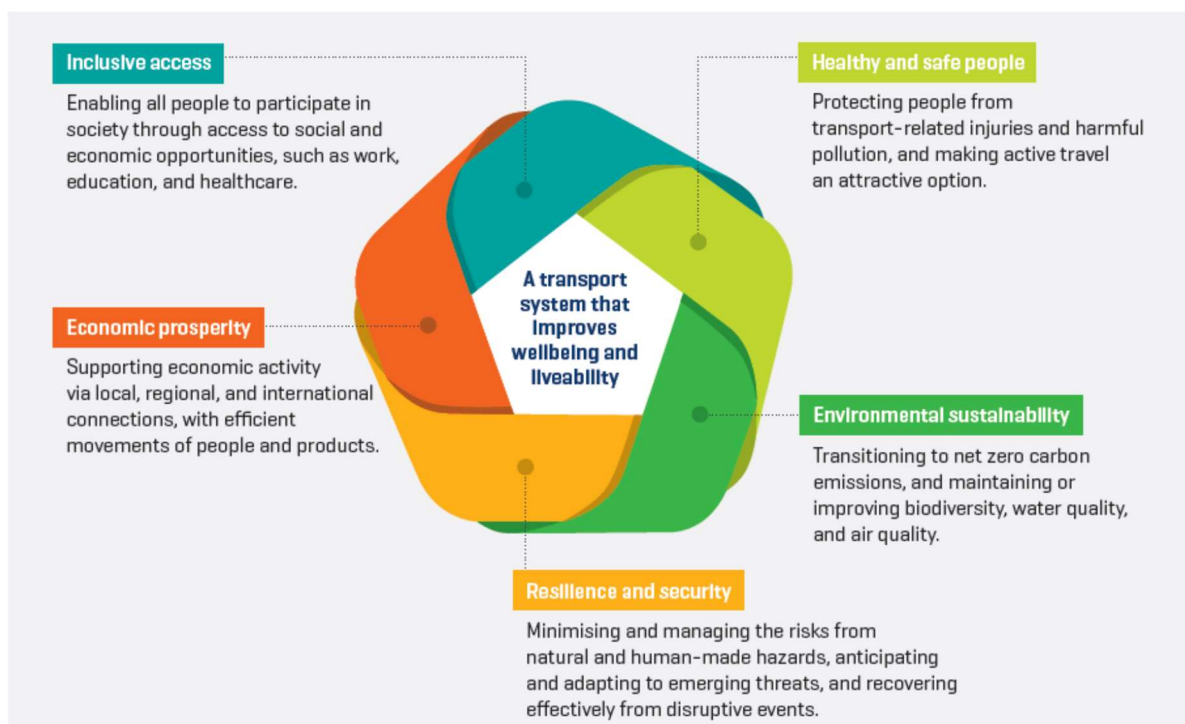 Inclusive access
Enabling all people to participate in
society through access to social and
economic opportunities, such as work,
education, and healthcare.
Healthy and safe people
Protecting people from
transport-related injuries and harmful
pollution, and making active travel
an attractive option.
A transport
system that
improves
wellbeing and
liveability
Economic prosperity
Supporting economic activity
via local, regional, and international
connections, with efficient
movements of people and products.
Environmental sustainability
Transitioning to net zero carbon
emissions, and maintaining or
improving biodiversity, water quality,
and air quality.
Resilience and security
Minimising and managing the risks from
natural and human-made hazards, anticipating
and adapting to emerging threats, and recovering
effectively from disruptive events.